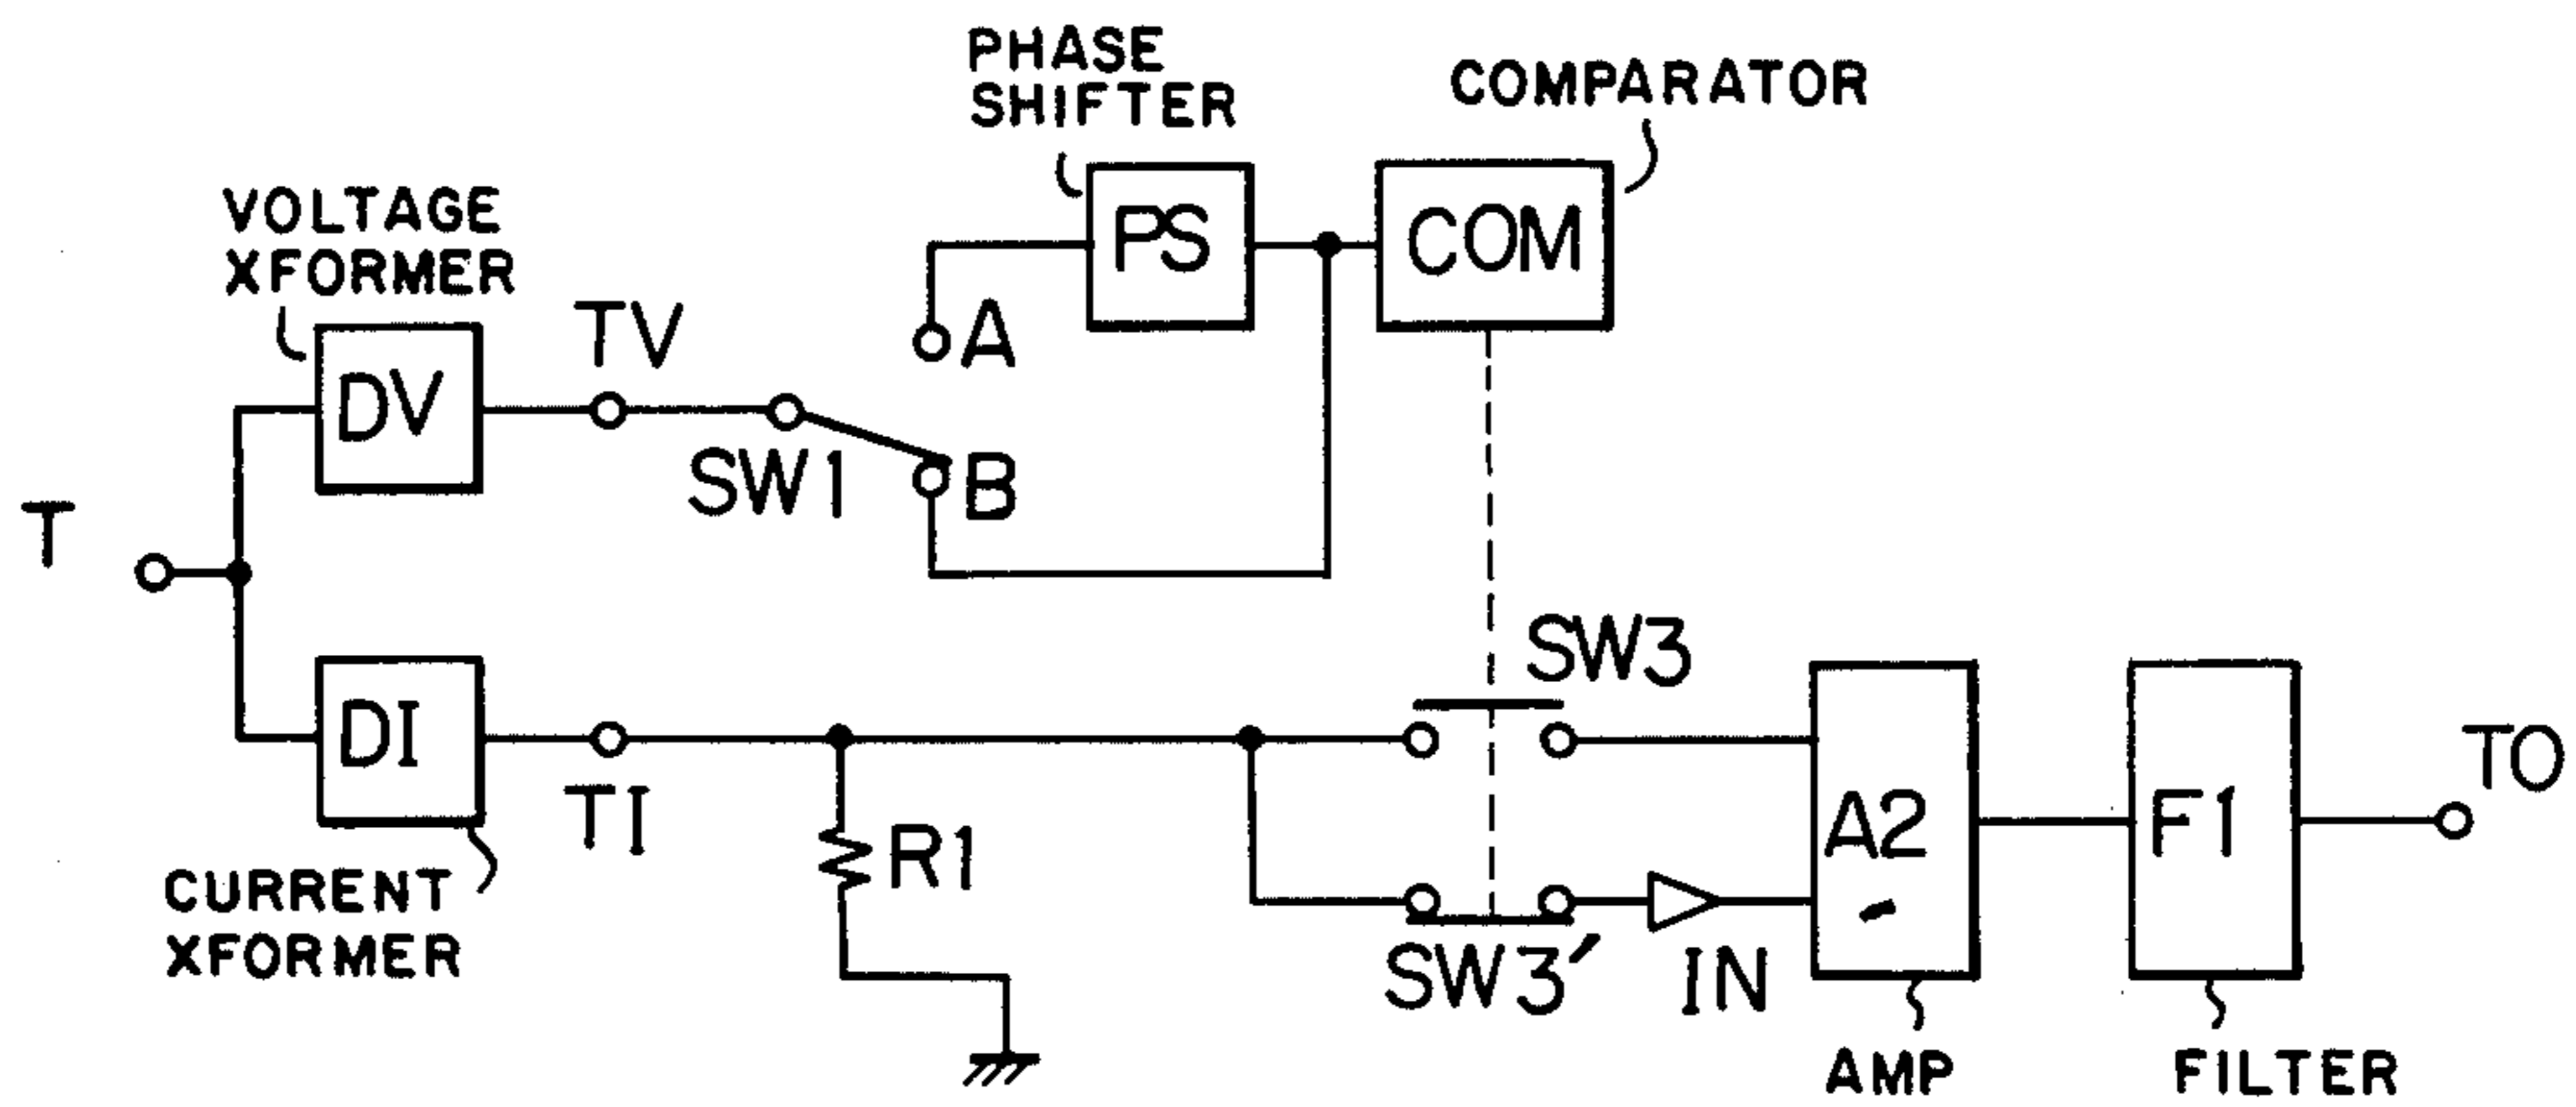 PHASE
SHIFTER
COMPARATOR
VOLTAGE
XFORMER
PS
COM
TV
A
DV
SW1
B
T
SW3
DI
TI
R1
A2
F1
TO
CURRENT
XFORMER
SW3′
IN
AMP
FILTER